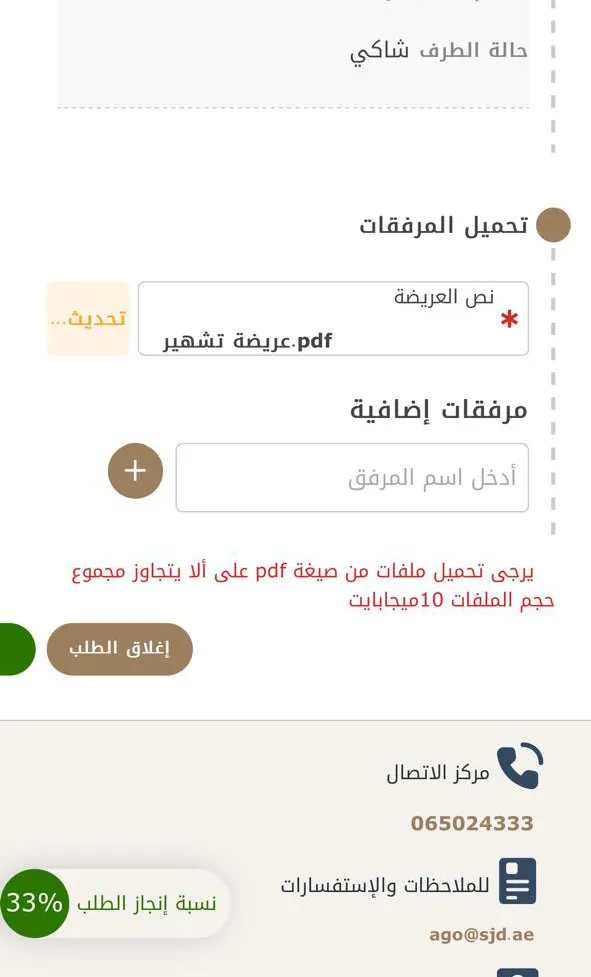 حالة الطرف شاكي
تحميل المرفقات
نص العريضة
*
عريضة تشهير.pdf
تحديث...
مرفقات إضافية
أدخل اسم المرفق
+
يرجى تحميل ملفات من صيغة pdf على ألا يتجاوز مجموع
حجم الملفات 10ميجابايت
إغلاق الطلب
مركز الاتصال
065024333
للملاحظات والإستفسارات
ago@sjd.ae
نسبة إنجاز الطلب 33%